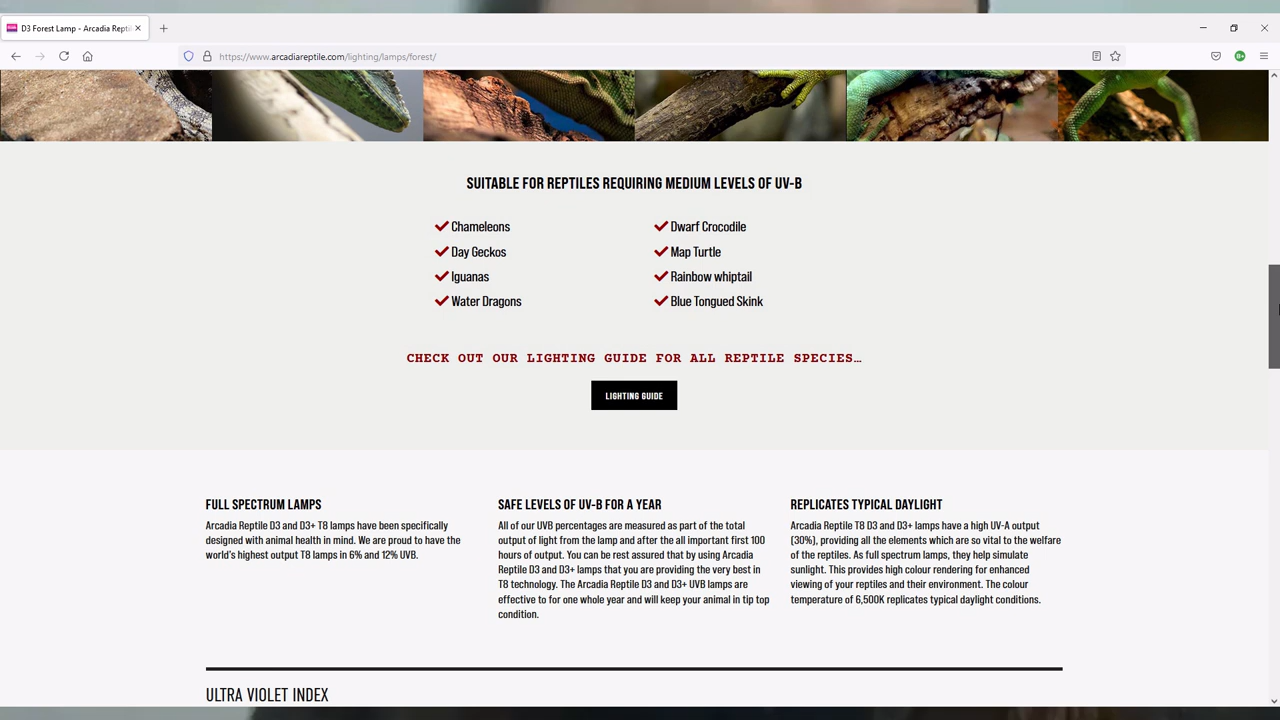 D3 Forest Lamp - Arcadia Repti
https://www.arcadiareptile.com/lighting/lamps/forest/
SUITABLE FOR REPTILES REQUIRING MEDIUM LEVELS OF UV-B
Chameleons
Day Geckos
Iguanas
Water Dragons
Dwarf Crocodile
Map Turtle
Rainbow whiptail
Blue Tongued Skink
CHECK OUT OUR LIGHTING GUIDE FOR ALL REPTILE SPECIES…
LIGHTING GUIDE
FULL SPECTRUM LAMPS
Arcadia Reptile D3 and D3+ T8 lamps have been specifically
designed with animal health in mind. We are proud to have the
world's highest output T8 lamps in 6% and 12% UVB.
SAFE LEVELS OF UV-B FOR A YEAR
All of our UVB percentages are measured as part of the total
output of light from the lamp and after the all important first 100
hours of output. You can be rest assured that by using Arcadia
Reptile D3 and D3+ lamps that you are providing the very best in
T8 technology. The Arcadia Reptile D3 and D3+ UVB lamps are
effective to for one whole year and will keep your animal in tip top
condition.
REPLICATES TYPICAL DAYLIGHT
Arcadia Reptile T8 D3 and D3+ lamps have a high UV-A output
(30%), providing all the elements which are so vital to the welfare
of the reptiles. As full spectrum lamps, they help simulate
sunlight. This provides high colour rendering for enhanced
viewing of your reptiles and their environment. The colour
temperature of 6,500K replicates typical daylight conditions.
ULTRA VIOLET INDEX